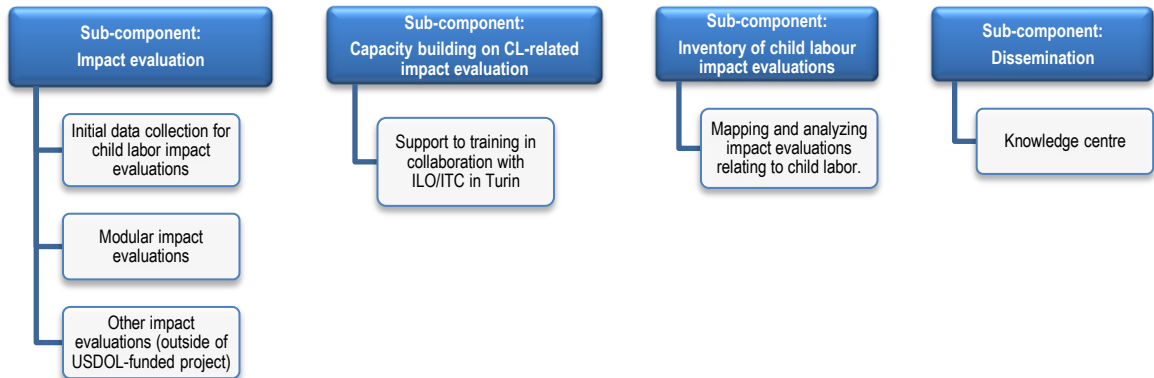 Sub-component:
Impact evaluation
Initial data collection for
child labor impact
evaluations
Modular impact
evaluations
Other impact
evaluations (outside of
USDOL-funded project)
Sub-component:
Capacity building on CL-related
impact evaluation
Support to training in
collaboration with
ILO/ITC in Turin
Sub-component:
Inventory of child labour
impact evaluations
Mapping and analyzing
impact evaluations
relating to child labor.
Sub-component:
Dissemination
Knowledge centre